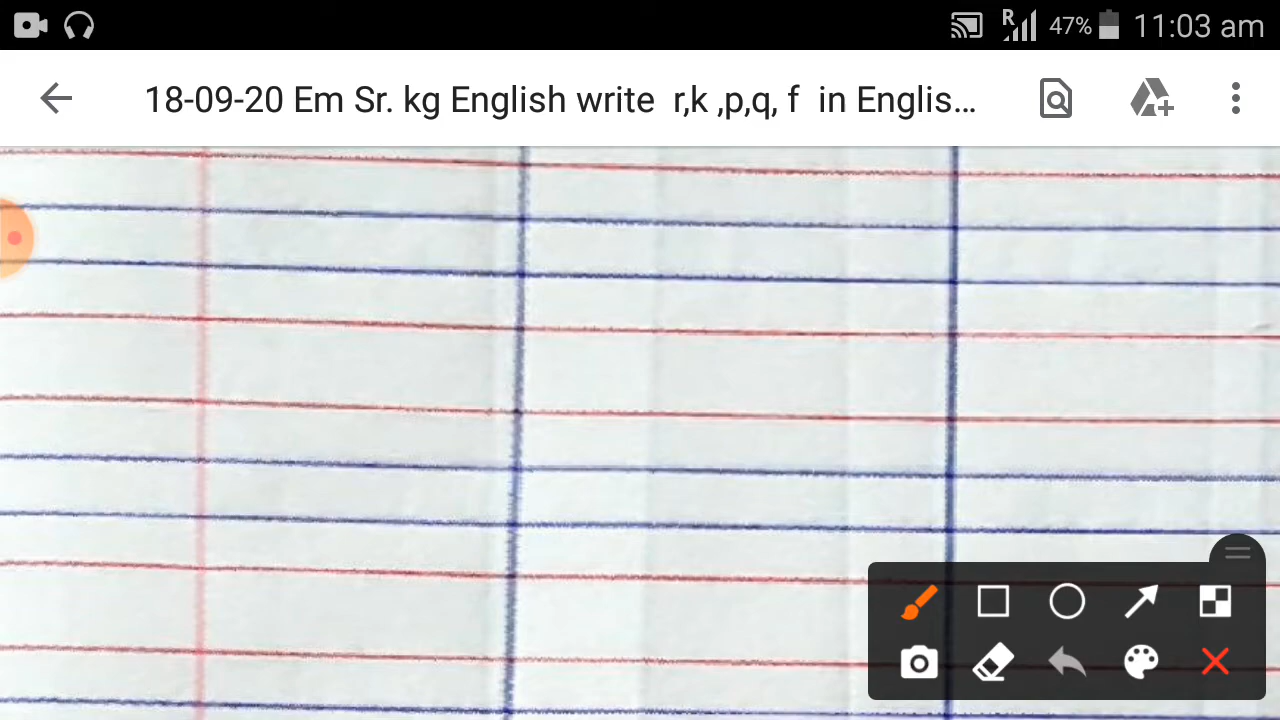 R 47% 11:03 am
18-09-20 Em Sr. kg English write r,k ,p,q, f in Englis...